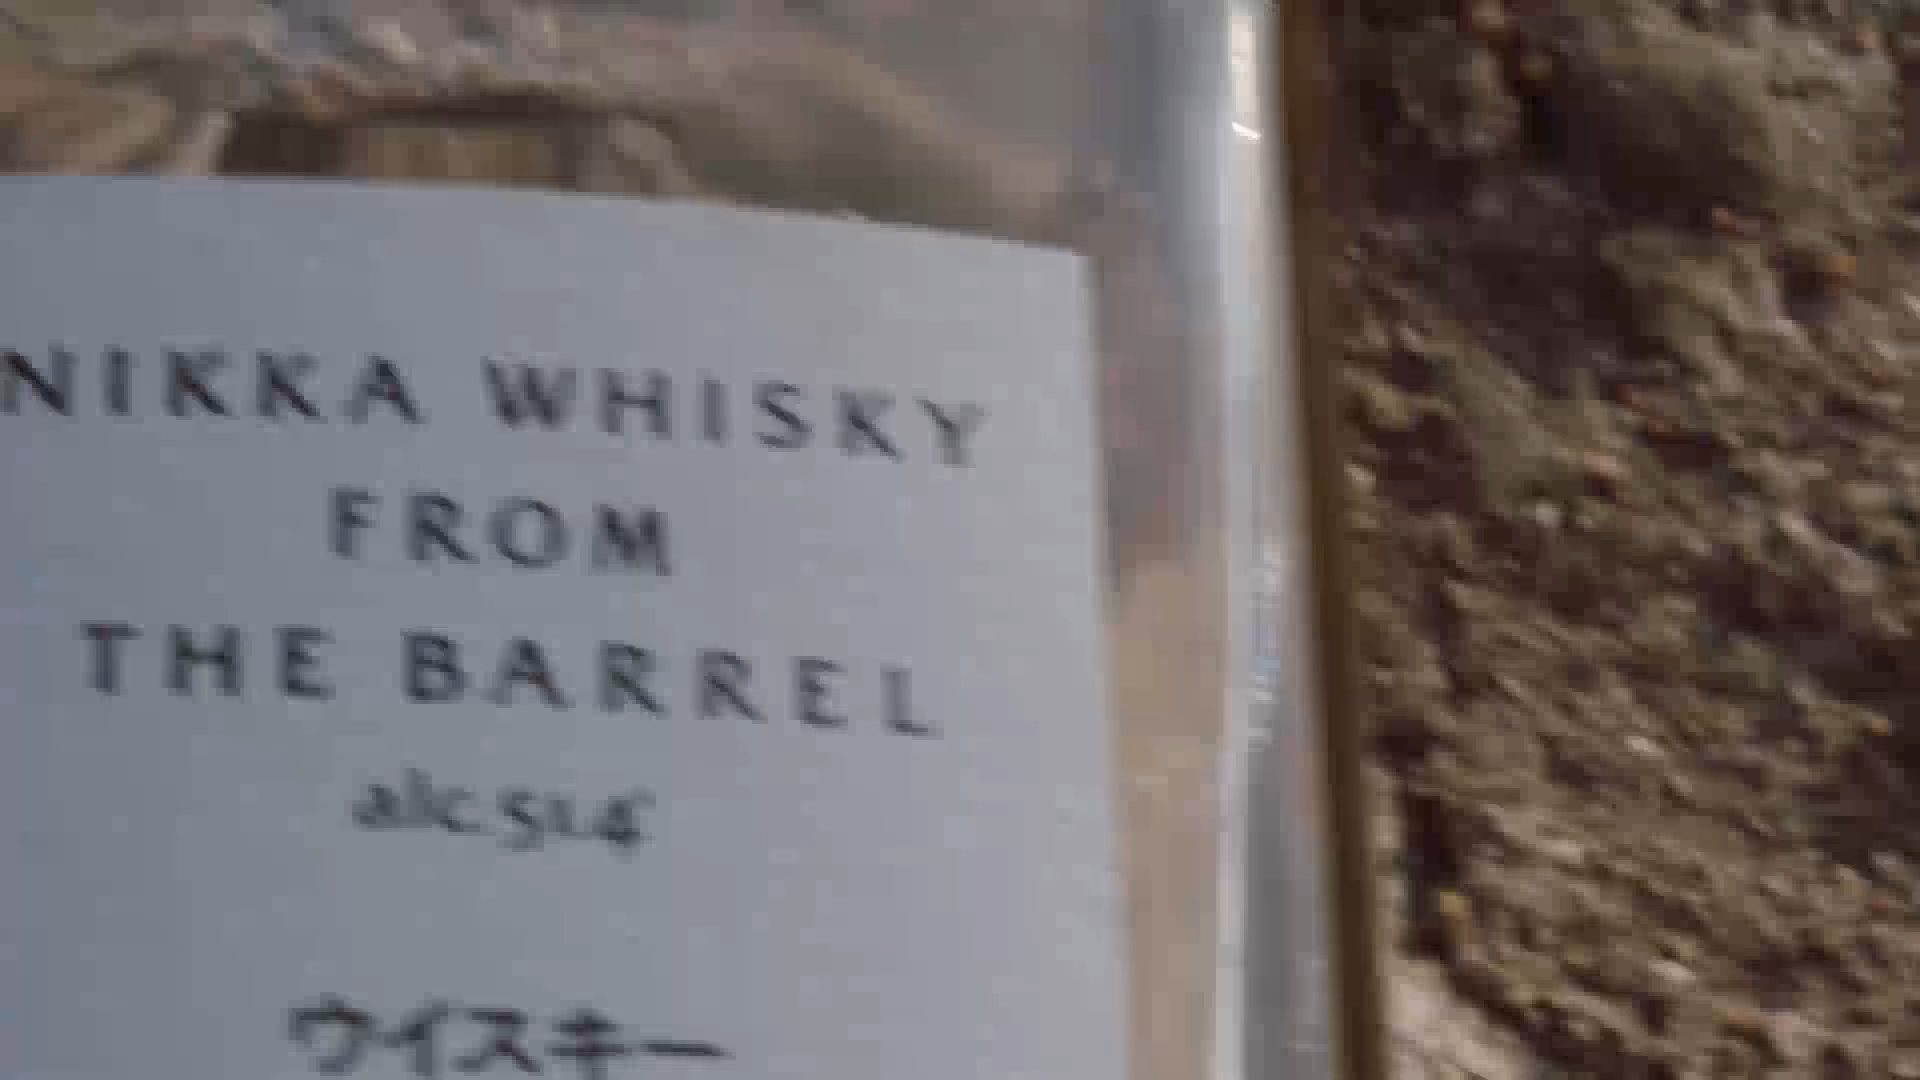 NIKKA WHISKY
FROM
THE BARREL
alc 51.4°
ウイスキー